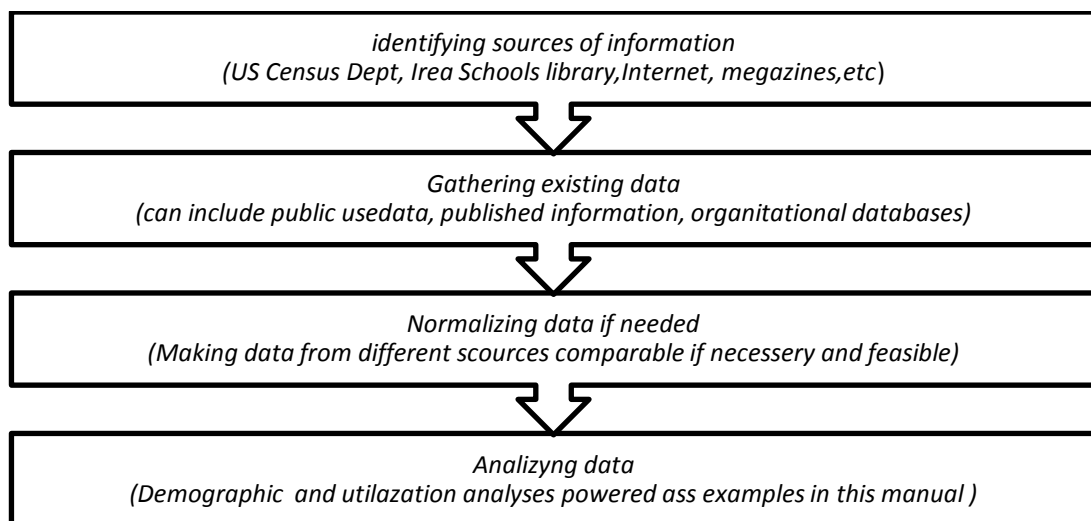 identifying sources of information
(US Census Dept, Irea Schools library,Internet, megazines,etc)
Gathering existing data
(can include public usedata, published information, organitational databases)
Normalizing data if needed
(Making data from different scources comparable if necessery and feasible)
Analizyng data
(Demographic and utilazation analyses powered ass examples in this manual )